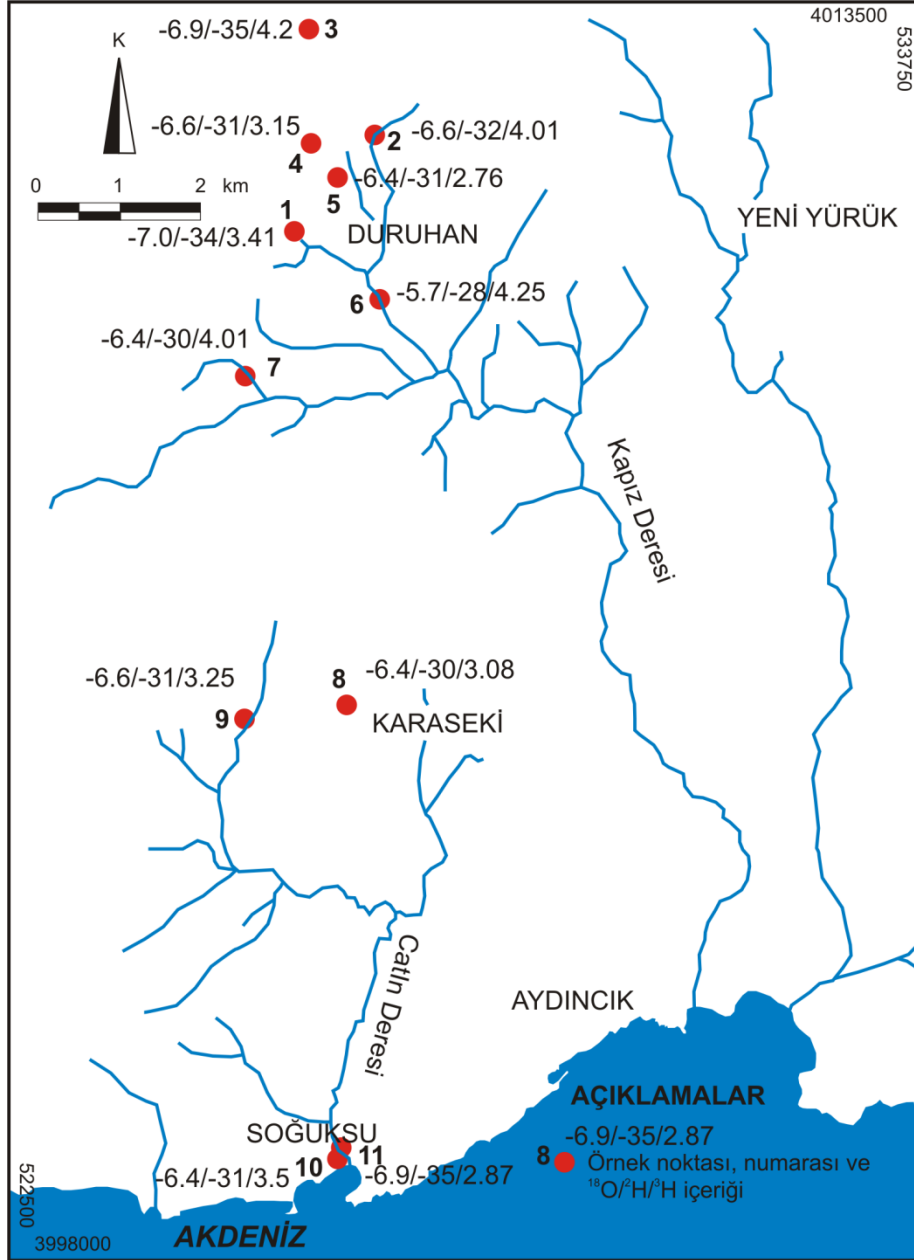 4013500
533750
-6.9/-35/4.2 3
K
-6.6/-31/3.15
4
2 -6.6/-32/4.01
5 -6.4/-31/2.76
0 1 2 km
1
-7.0/-34/3.41
DURUHAN
YENİ YÜRÜK
6 -5.7/-28/4.25
-6.4/-30/4.01
7
Kapız Deresi
-6.6/-31/3.25
9
8 -6.4/-30/3.08
KARASEKİ
Catln Deresi
AYDINCIK
SOĞUKSU
10 11
-6.4/-31/3.5
-6.9/-35/2.87
AÇIKLAMALAR
-6.9/-35/2.87
8 Örnek noktası, numarası ve
¹⁸O/²H/³H içeriği
522500
3998000
AKDENİZ